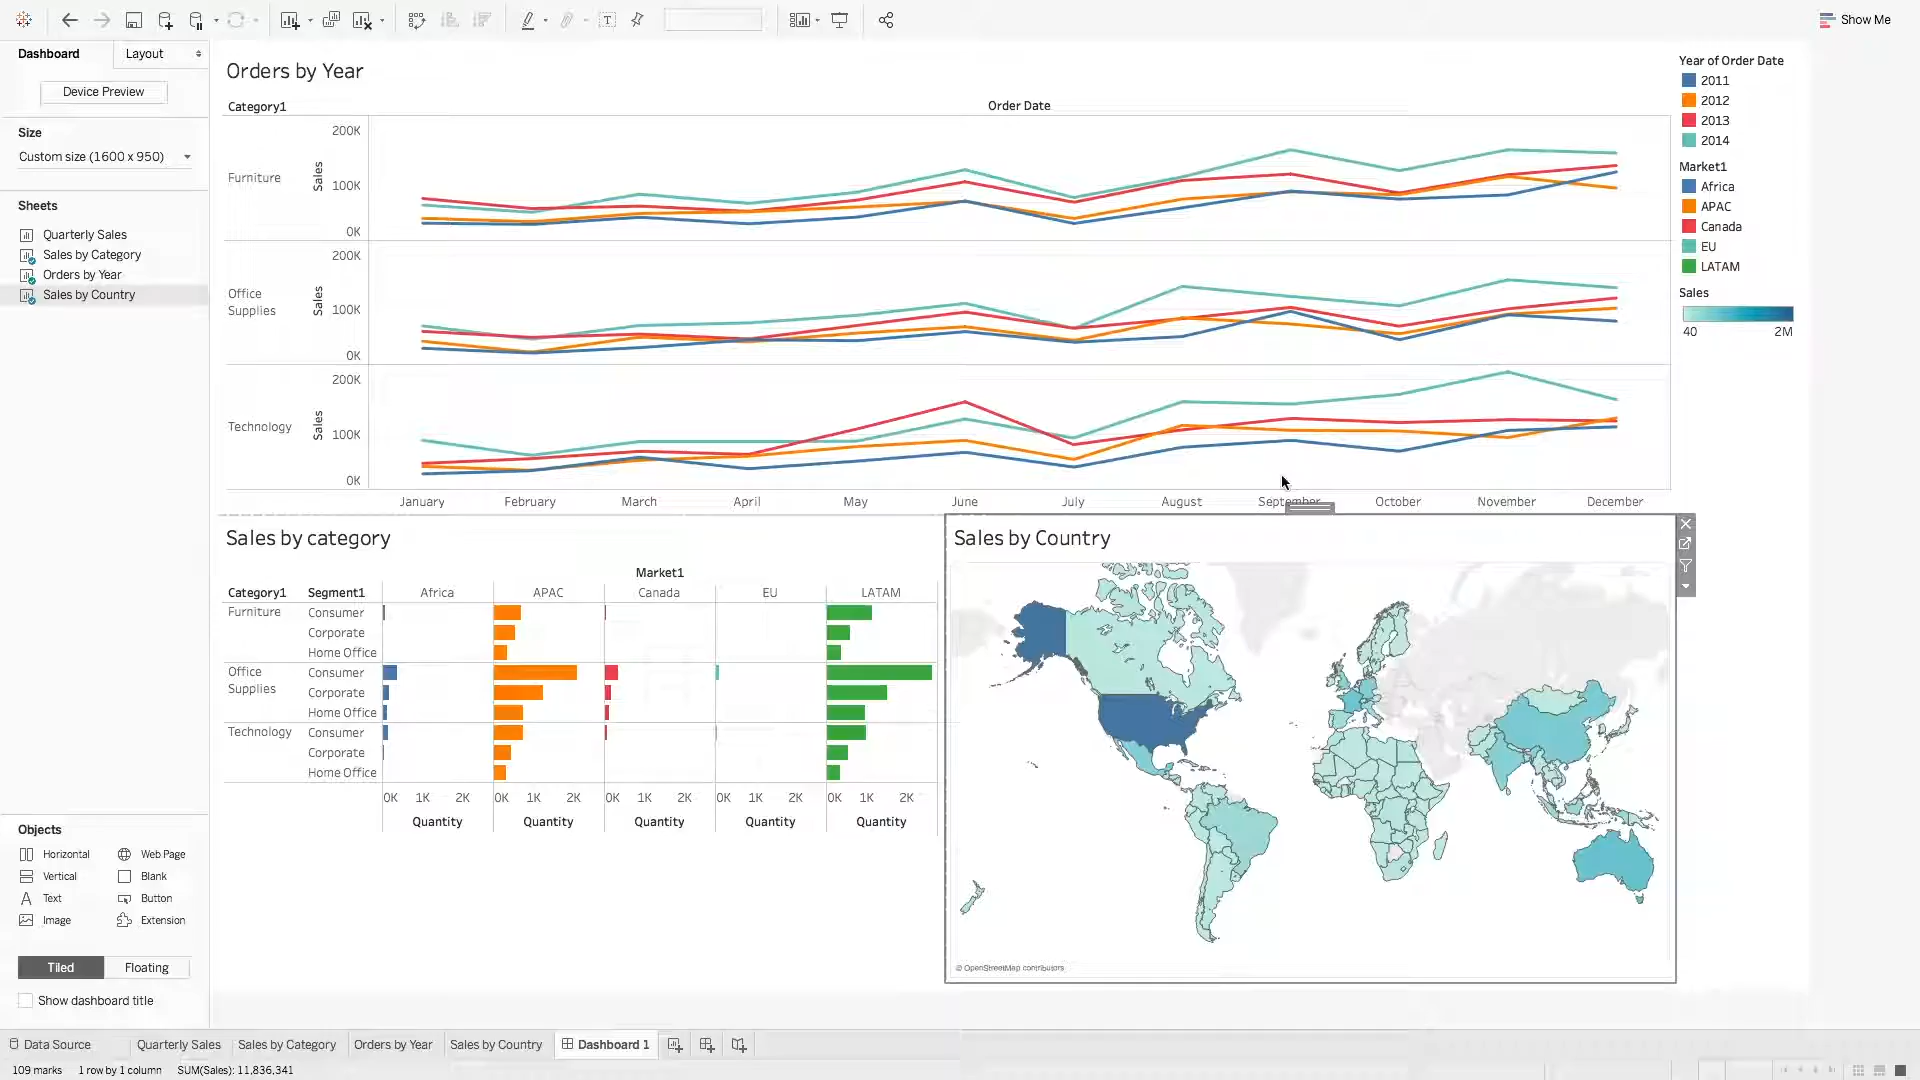 Show Me
Dashboard
Layout
Device Preview
Size
Custom size (1600 x 950)
Sheets
Quarterly Sales
Sales by Category
Orders by Year
Sales by Country
Objects
Horizontal
Web Page
Vertical
Blank
Text
Button
Image
Extension
Tiled
Floating
Show dashboard title
Orders by Year
Category1
Order Date
Furniture
Sales
200K
100K
0K
Office
Supplies
Sales
200K
100K
0K
Technology
Sales
200K
100K
0K
January February March April May June July August September October November December
Year of Order Date
2011
2012
2013
2014
Market1
Africa
APAC
Canada
EU
LATAM
Sales
40 2M
Sales by category
Market1
Category1 Segment1 Africa APAC Canada EU LATAM
Furniture Consumer
Corporate
Home Office
Office
Supplies
Consumer
Corporate
Home Office
Technology Consumer
Corporate
Home Office
0K 1K 2K 0K 1K 2K 0K 1K 2K 0K 1K 2K 0K 1K 2K
Quantity Quantity Quantity Quantity Quantity
Sales by Country
© OpenStreetMap contributors
Data Source Quarterly Sales Sales by Category Orders by Year Sales by Country Dashboard 1
109 marks 1 row by 1 column SUM(Sales): 11,836,341